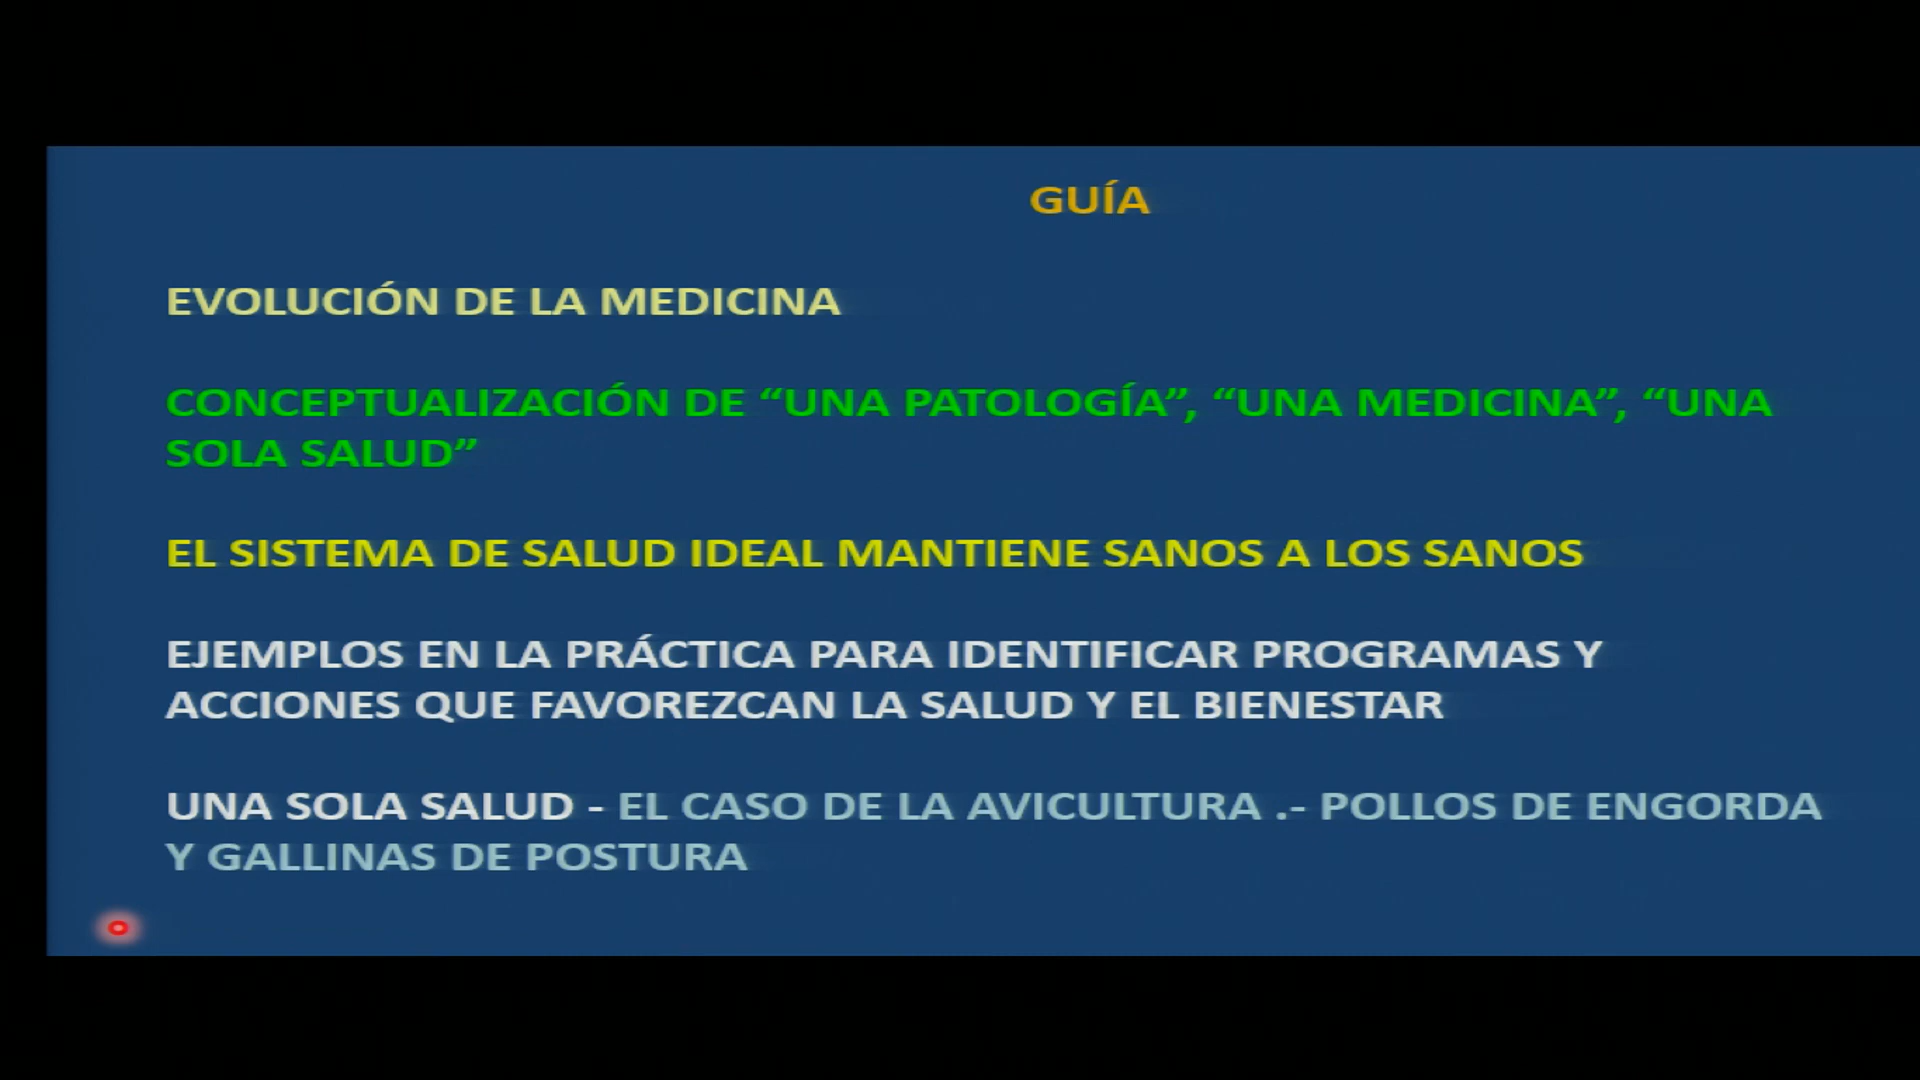 GUÍA
EVOLUCIÓN DE LA MEDICINA
CONCEPTUALIZACIÓN DE “UNA PATOLOGÍA”, “UNA MEDICINA”, “UNA
SOLA SALUD”
EL SISTEMA DE SALUD IDEAL MANTIENE SANOS A LOS SANOS
EJEMPLOS EN LA PRÁCTICA PARA IDENTIFICAR PROGRAMAS Y
ACCIONES QUE FAVOREZCAN LA SALUD Y EL BIENESTAR
UNA SOLA SALUD - EL CASO DE LA AVICULTURA .- POLLOS DE ENGORDA
Y GALLINAS DE POSTURA